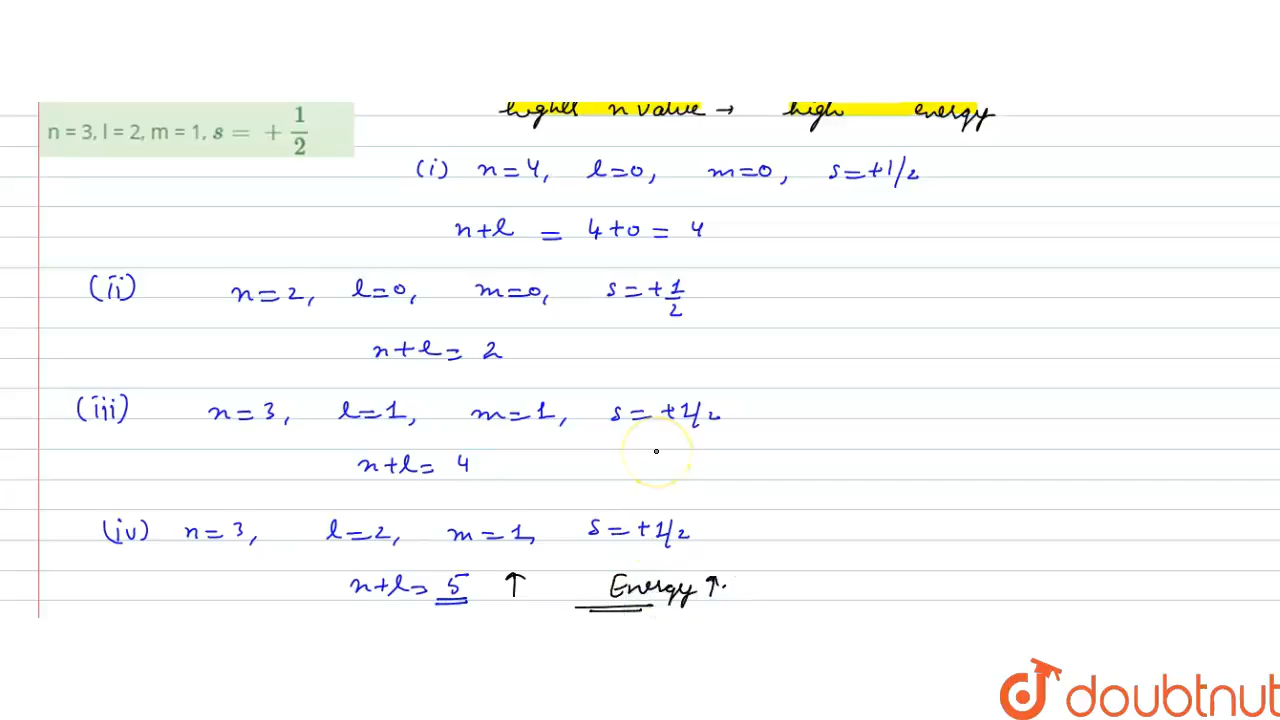 higher n value → high energy
n = 3, l = 2, m = 1, s = + 1/2
(i) n=4, l=0, m=0, s=+1/2
n+l = 4+0 = 4
(ii) n=2, l=0, m=0, s=+1/2
n+l= 2
(iii) n=3, l=1, m=1, s=+1/2
n+l= 4
(iv) n=3, l=2, m=1, s=+1/2
n+l= 5 ↑ Energy ↑.
doubtnut